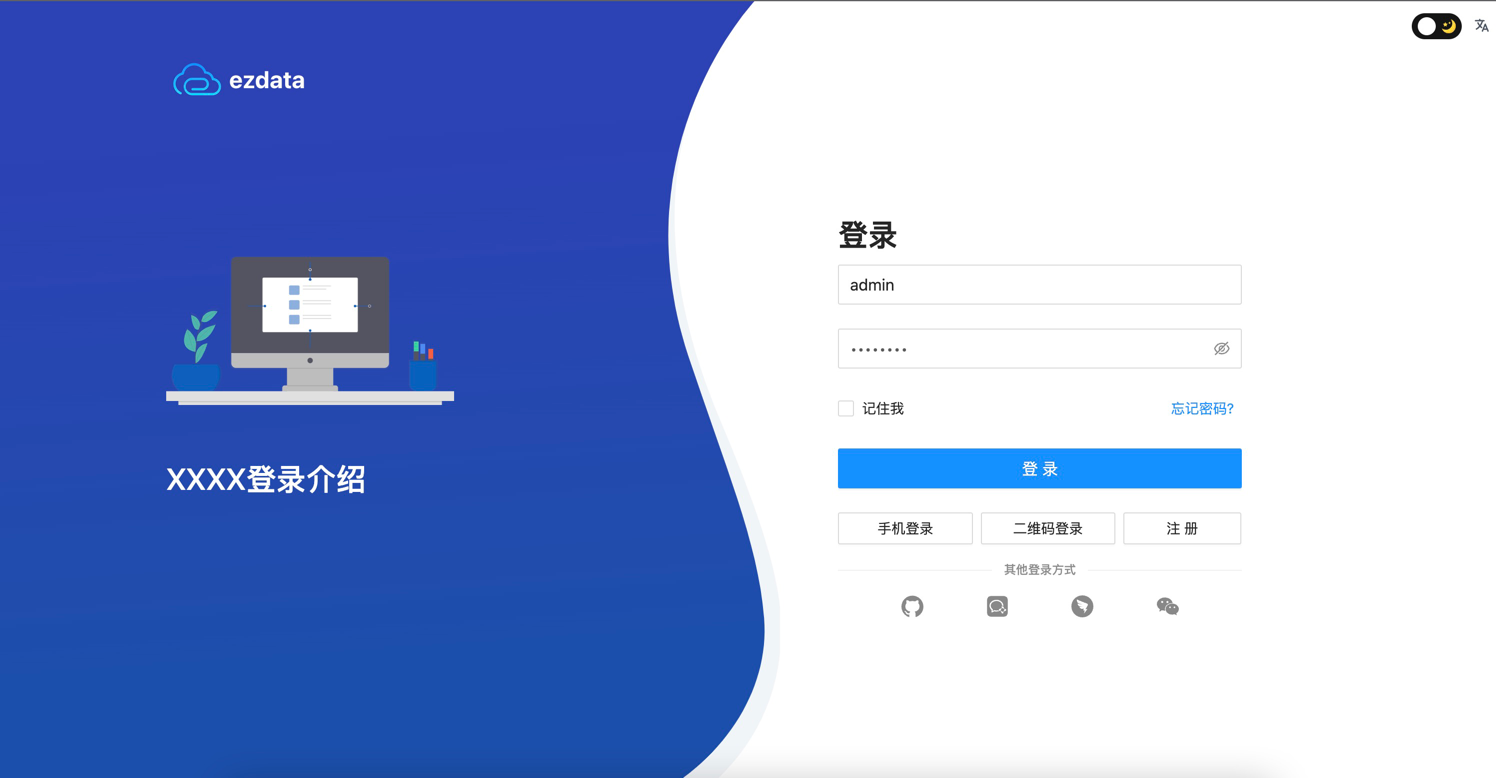 ezdata
XXXX登录介绍
登录
admin
••••••••
记住我
忘记密码?
登 录
手机登录
二维码登录
注 册
其他登录方式